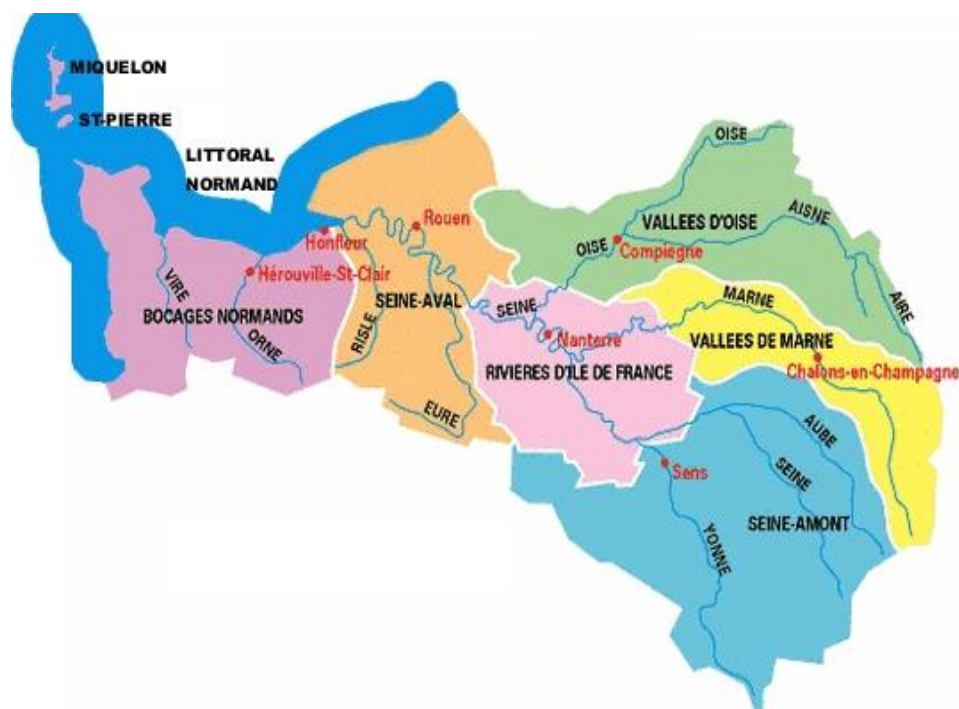 MIQUELON
ST-PIERRE
LITTORAL
NORMAND
OISE
VALLEES D'OISE
AISNE
Rouen
Honfleur
OISE
Compiegne
Hérouville-St-Clair
VIRE
BOCAGES NORMANDS
ORNE
RISLE
SEINE-AVAL
EURE
SEINE
Nanterre
RIVIERES D'ILE DE FRANCE
MARNE
AIRE
VALLEES DE MARNE
Chalons-en-Champagne
AUBE
SEINE
Sens
SEINE-AMONT
YONNE